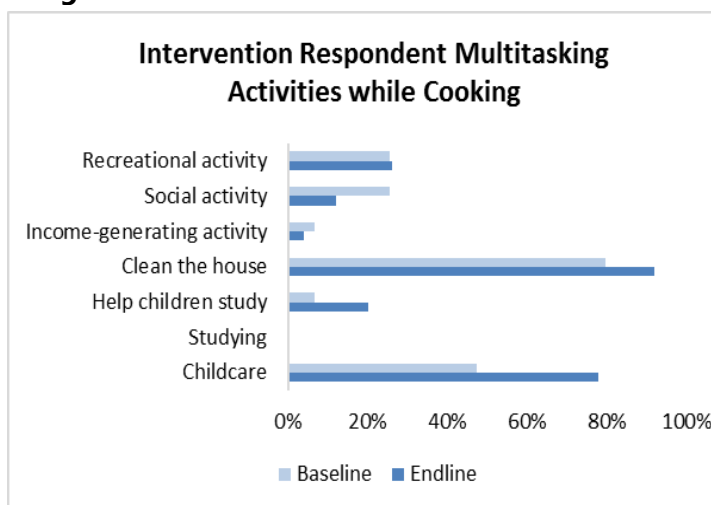 Intervention Respondent Multitasking
Activities while Cooking
Recreational activity
Social activity
Income-generating activity
Clean the house
Help children study
Studying
Childcare
0% 20% 40% 60% 80% 100%
Baseline Endline